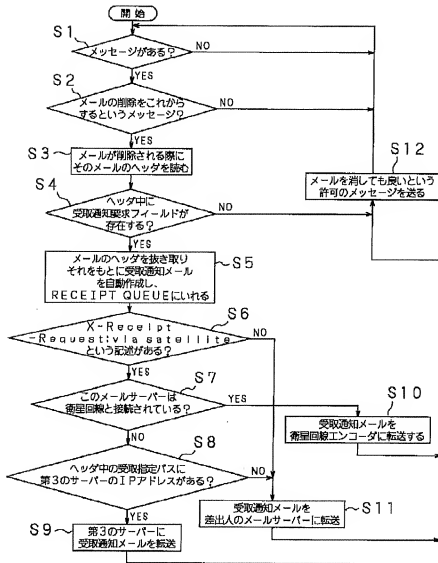 開始
S1
メッセージがある?
NO
YES
S2
メールの削除をこれから
するというメッセージ?
NO
YES
S3
メールが削除される際に
そのメールのヘッダを読む
S12
メールを消しても良いという
許可のメッセージを送る
S4
ヘッダ中に
受取通知要求フィールドが
存在する?
NO
YES
S5
メールのヘッダを抜き取り
それをもとに受取通知メール
を自動作成し、
RECEIPT QUEUEにいれる
S6
X-Receipt
-Request:via satellite
という記述がある?
NO
YES
S7
このメールサーバーは
衛星回線と接続されている?
YES
NO
S10
受取通知メールを
衛星回線エンコーダに転送する
S8
ヘッダ中の受取指定パスに
第3のサーバーのIPアドレスがある?
NO
YES
S11
受取通知メールを
差出人のメールサーバーに転送
S9
第3のサーバーに
受取通知メールを転送